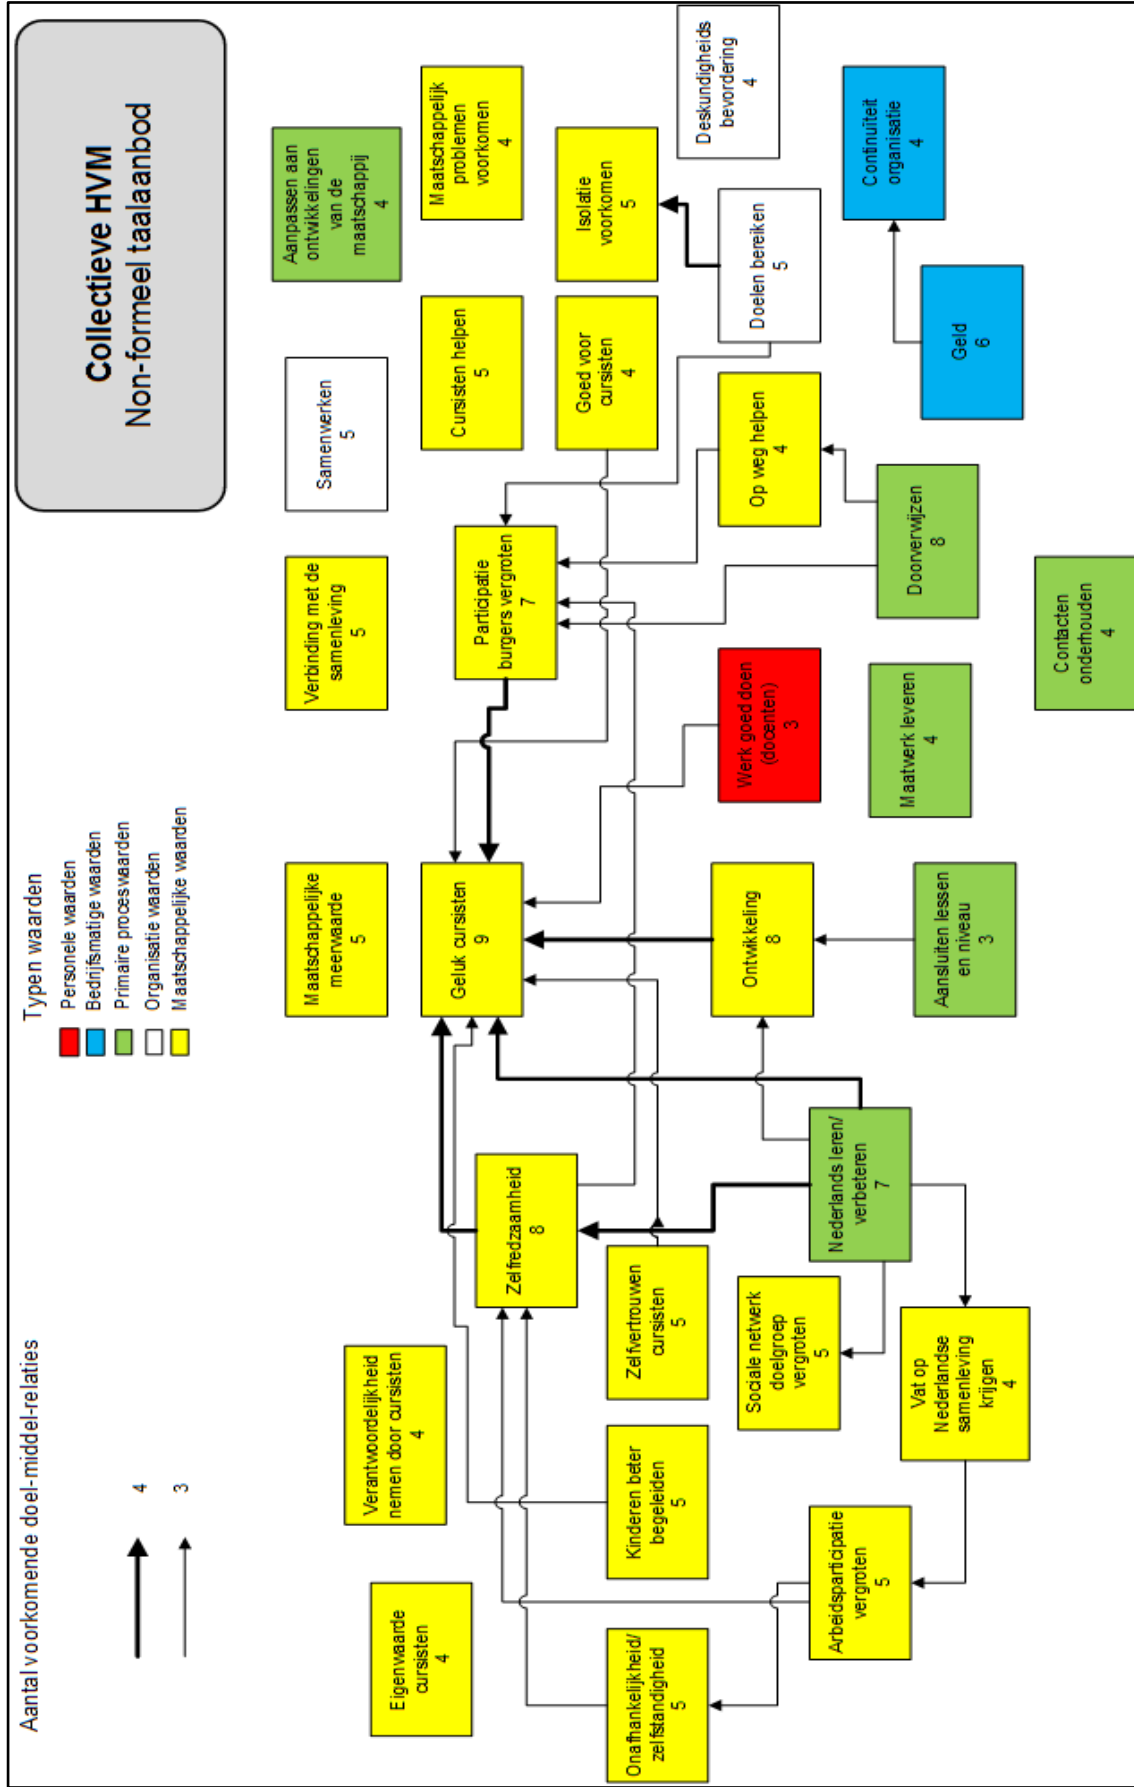 Aantal voorkomende doel-middel-relaties
4
3
Typen waarden
Personele waarden
Bedrijfsmatige waarden
Primaire proceswaarden
Organisatie waarden
Maatschappelijke waarden
Collectieve HVM
Non-formeel taalaanbod
Verbinding met de
samenleving
5
Samenwerken
5
Aanpassen aan
ontwikkelingen
van de
maatschappij
4
Maatschappelijke
meerwaarde
5
Verantwoordelijkheid
nemen door cursisten
4
Eigenwaarde
cursisten
4
Geluk cursisten
9
Cursisten helpen
5
Maatschappelijk
problemen
voorkomen
4
Zelfredzaamheid
8
Participatie
burgers vergroten
7
Goed voor
cursisten
4
Isolatie
voorkomen
5
Onafhankelijkheid/
zelfstandigheid
5
Kinderen beter
begeleiden
5
Zelfvertrouwen
cursisten
5
Deskundigheids
bevordering
4
Sociale netwerk
doelgroep
vergroten
5
Ontwikkeling
8
Werk goed doen
(docenten)
3
Op weg helpen
4
Doelen bereiken
5
Arbeidsparticipatie
vergroten
5
Nederlands leren/
verbeteren
7
Continuïteit
organisatie
4
Vat op
Nederlandse
samenleving
krijgen
4
Aansluiten lessen
en niveau
3
Maatwerk leveren
4
Doorverwijzen
8
Geld
6
Contacten
onderhouden
4